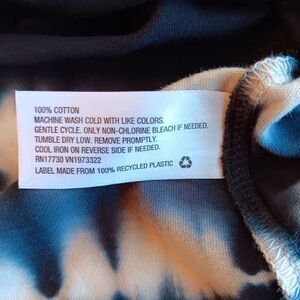 100% COTTON
MACHINE WASH COLD WITH LIKE COLORS.
GENTLE CYCLE. ONLY NON-CHLORINE BLEACH IF NEEDED.
TUMBLE DRY LOW. REMOVE PROMPTLY.
COOL IRON ON REVERSE SIDE IF NEEDED.
RN17730 VN1973322
LABEL MADE FROM 100% RECYCLED PLASTIC